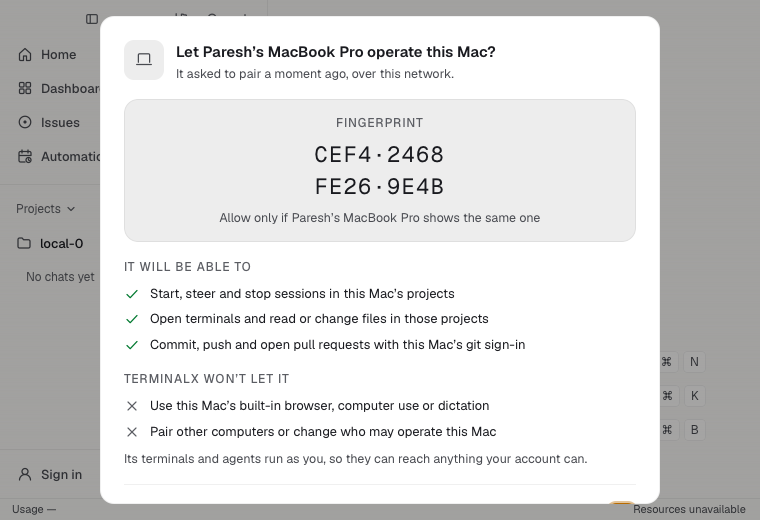 Let Paresh's MacBook Pro operate this Mac?
It asked to pair a moment ago, over this network.
FINGERPRINT
CEF4·2468
FE26·9E4B
Allow only if Paresh's MacBook Pro shows the same one
IT WILL BE ABLE TO
Start, steer and stop sessions in this Mac's projects
Open terminals and read or change files in those projects
Commit, push and open pull requests with this Mac's git sign-in
TERMINALX WON'T LET IT
Use this Mac's built-in browser, computer use or dictation
Pair other computers or change who may operate this Mac
Its terminals and agents run as you, so they can reach anything your account can.
Home
Issues
Projects
local-0
No chats yet
Sign in
⌘ N
⌘ K
⌘ B
Usage —
Resources unavailable